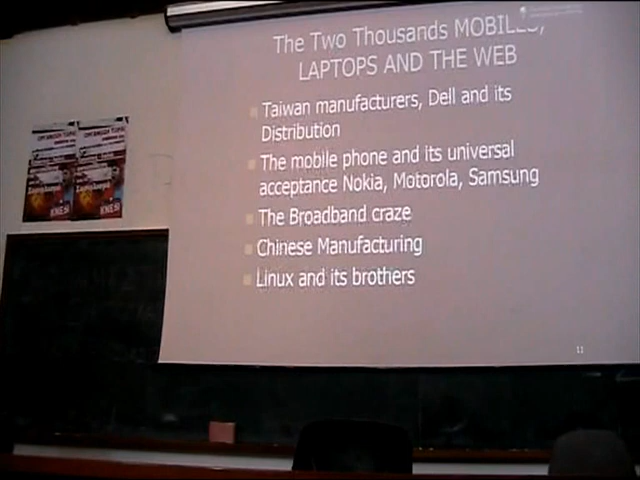 The Two Thousands MOBILES,
LAPTOPS AND THE WEB
Taiwan manufacturers, Dell and its
Distribution
The mobile phone and its universal
acceptance Nokia, Motorola, Samsung
The Broadband craze
Chinese Manufacturing
Linux and its brothers
11